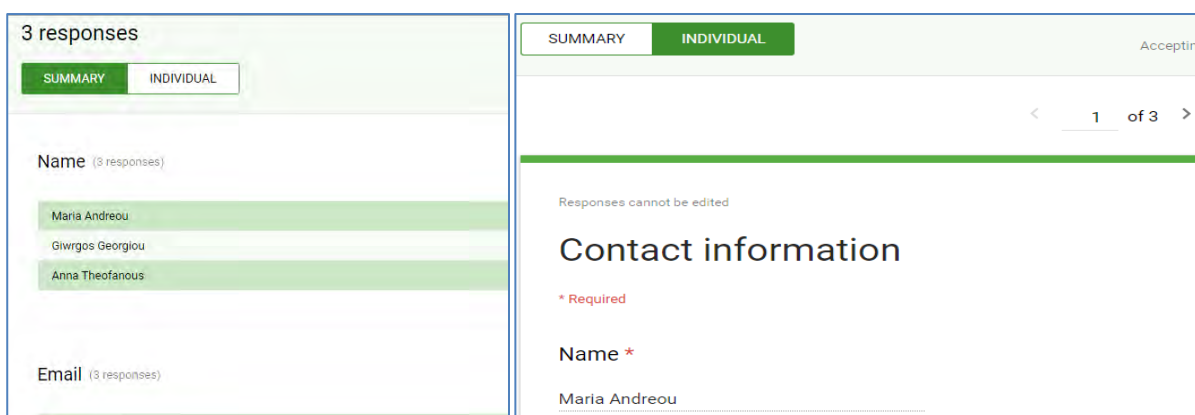 3 responses
SUMMARY INDIVIDUAL
Name (3 responses)
Maria Andreou
Giwrgos Georgiou
Anna Theofanous
Email (3 responses)
SUMMARY INDIVIDUAL
Acceptin
< 1 of 3 >
Responses cannot be edited
Contact information
* Required
Name *
Maria Andreou